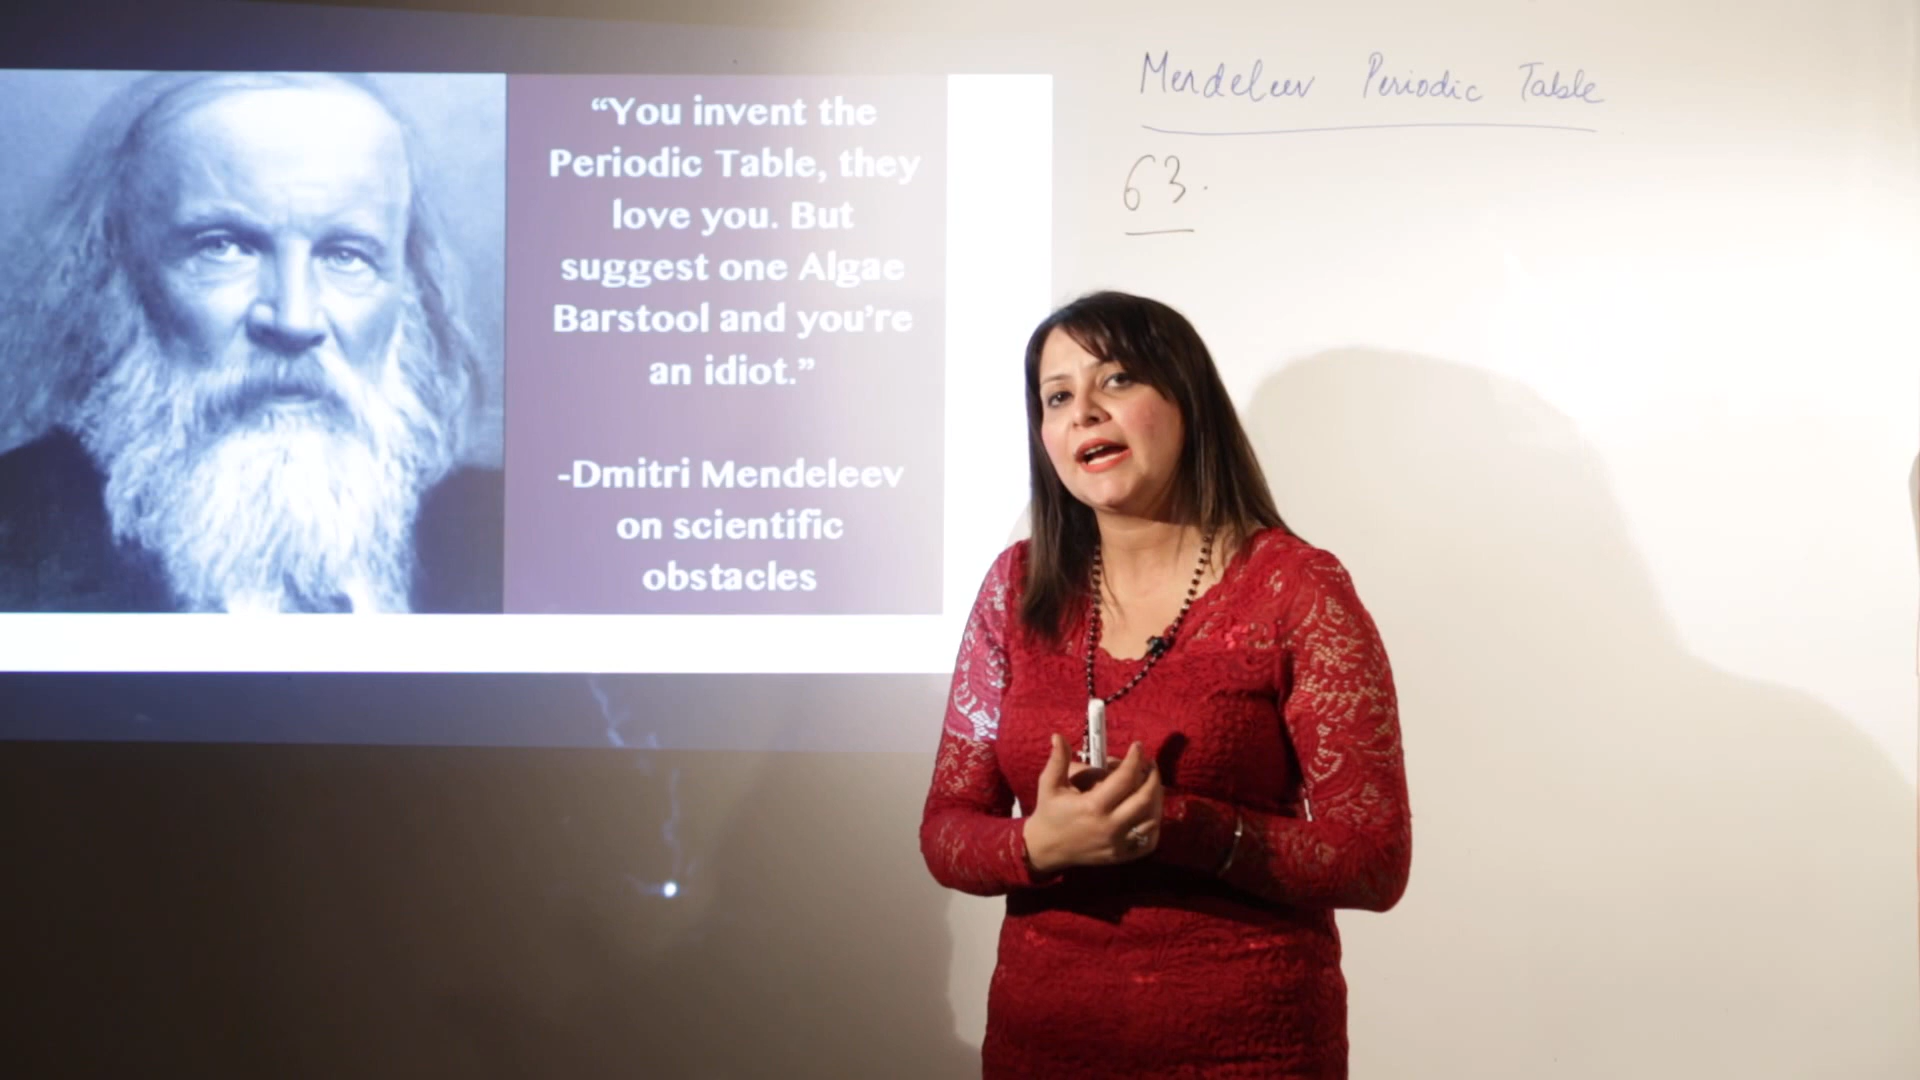 “You invent the
Periodic Table, they
love you. But
suggest one Algae
Barstool and you’re
an idiot.”
-Dmitri Mendeleev
on scientific
obstacles
Mendeleev Periodic Table
63.